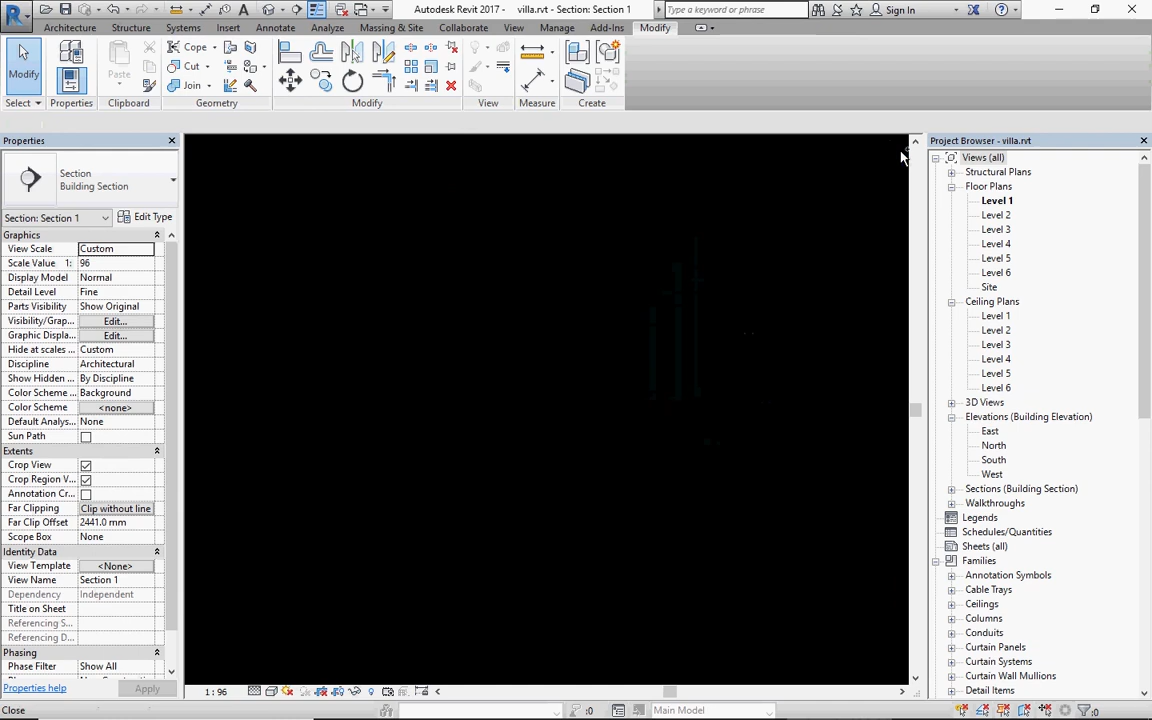 Autodesk Revit 2017 - villa.rvt - Section: Section 1
Type a keyword or phrase
Sign In
Architecture Structure Systems Insert Annotate Analyze Massing & Site Collaborate View Manage Add-Ins Modify
Modify
Paste
Cope
Cut
Join
Select Properties Clipboard Geometry Modify View Measure Create
Properties
Section
Building Section
Section: Section 1
Edit Type
Graphics
View Scale Custom
Scale Value 1: 96
Display Model Normal
Detail Level Fine
Parts Visibility Show Original
Visibility/Grap... Edit...
Graphic Displa... Edit...
Hide at scales ... Custom
Discipline Architectural
Show Hidden ... By Discipline
Color Scheme ... Background
Color Scheme <none>
Default Analys... None
Sun Path
Extents
Crop View
Crop Region V...
Annotation Cr...
Far Clipping Clip without line
Far Clip Offset 2441.0 mm
Scope Box None
Identity Data
View Template <None>
View Name Section 1
Dependency Independent
Title on Sheet
Referencing S...
Referencing D...
Phasing
Phase Filter Show All
Properties help
Apply
Close
1 : 96
:0
Main Model
:0
Project Browser - villa.rvt
Views (all)
Structural Plans
Floor Plans
Level 1
Level 2
Level 3
Level 4
Level 5
Level 6
Site
Ceiling Plans
Level 1
Level 2
Level 3
Level 4
Level 5
Level 6
3D Views
Elevations (Building Elevation)
East
North
South
West
Sections (Building Section)
Walkthroughs
Legends
Schedules/Quantities
Sheets (all)
Families
Annotation Symbols
Cable Trays
Ceilings
Columns
Conduits
Curtain Panels
Curtain Systems
Curtain Wall Mullions
Detail Items